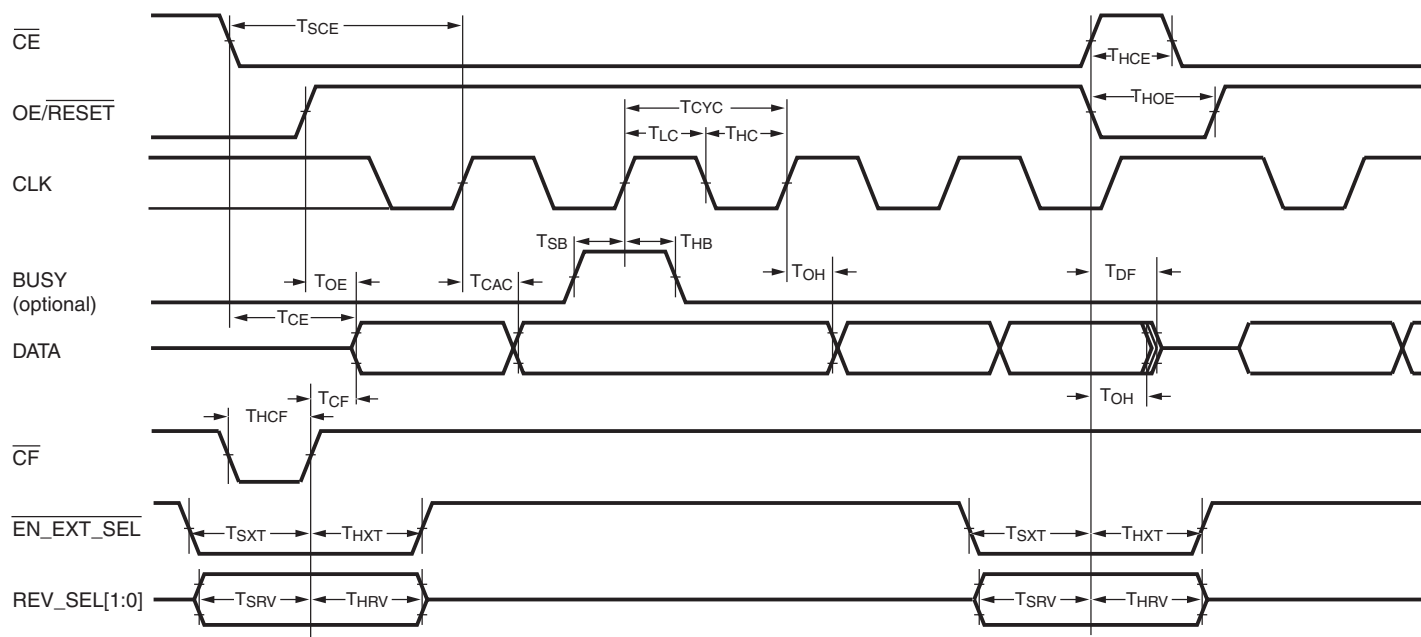 CE
TSCE
THCE
OE/RESET
TCYC
THOE
TLC
THC
CLK
TSB
THB
BUSY
(optional)
TOE
TCAC
TOH
TDF
TCE
DATA
TCF
TOH
THCF
CF
EN_EXT_SEL
TSXT
THXT
TSXT
THXT
REV_SEL[1:0]
TSRV
THRV
TSRV
THRV